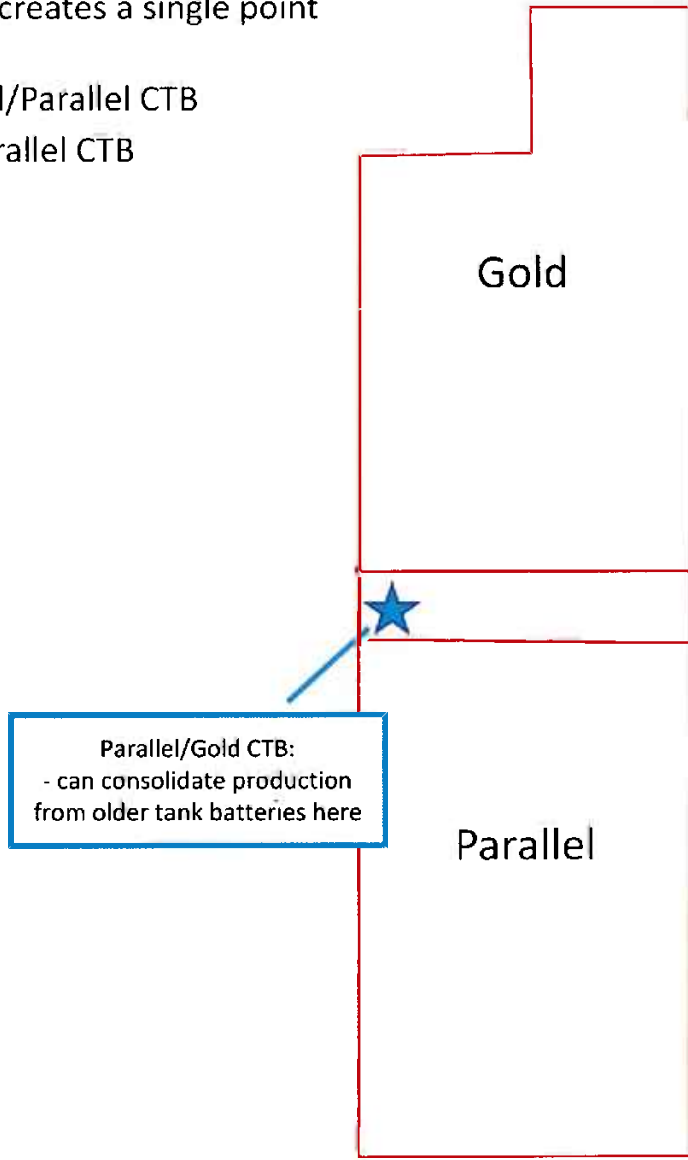 creates a single point
l/Parallel CTB
rallel CTB
Gold
Parallel/Gold CTB:
- can consolidate production
from older tank batteries here
Parallel